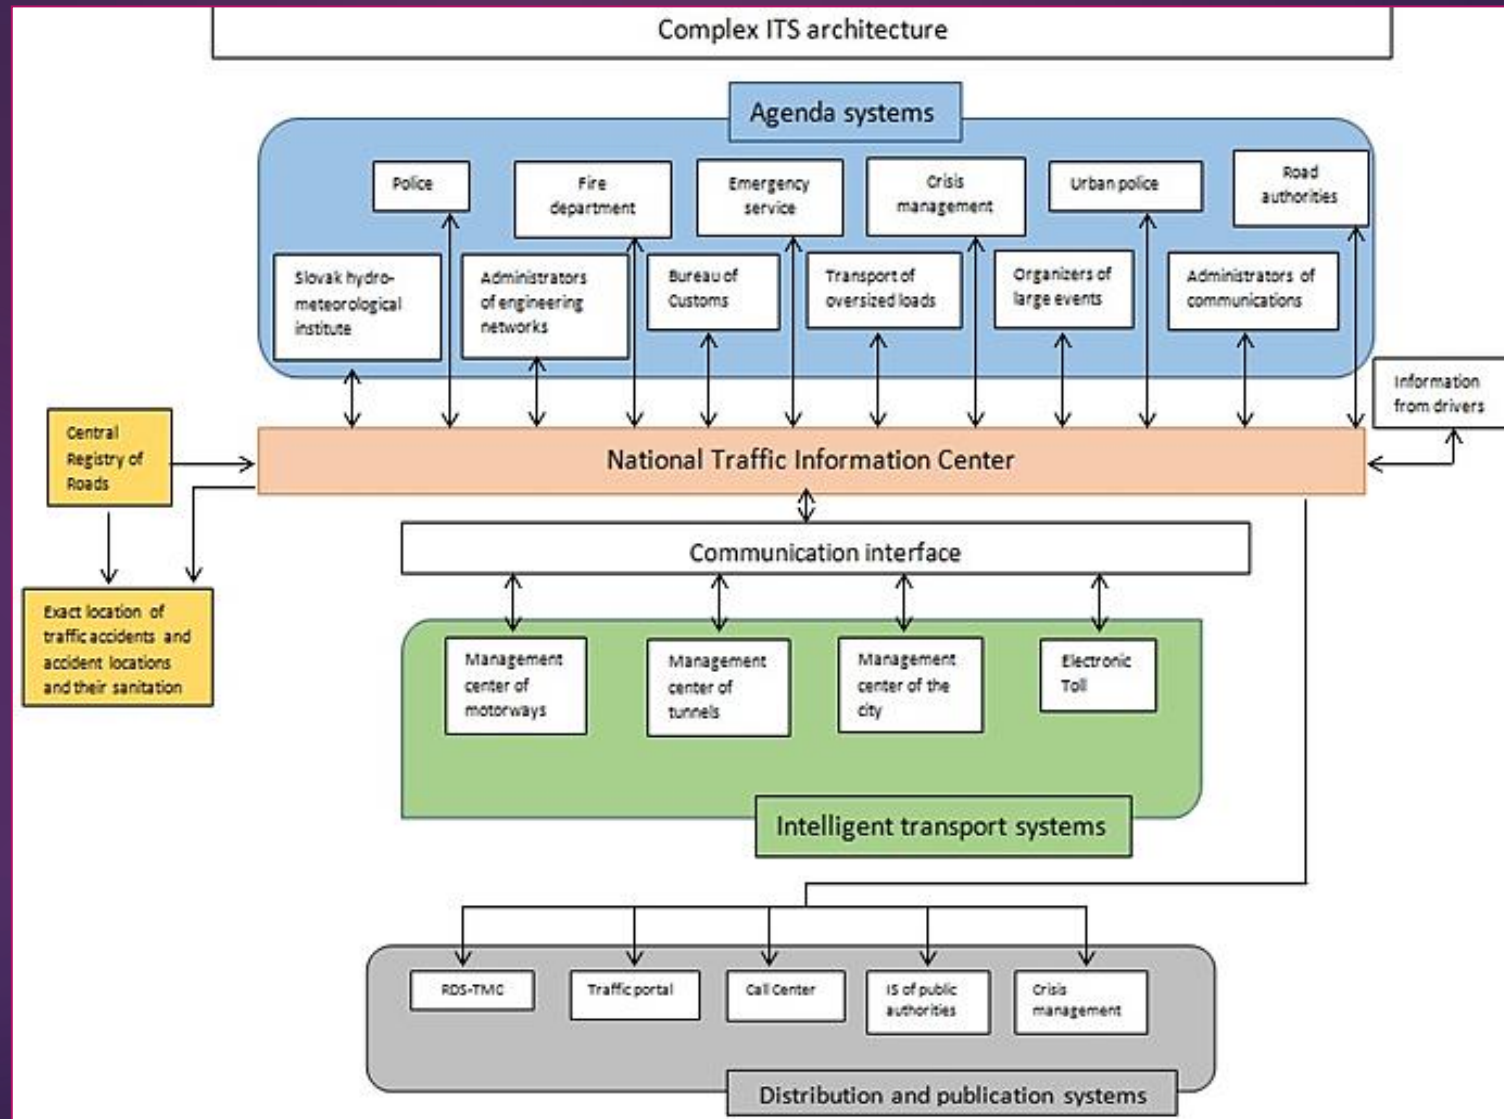 Complex ITS architecture
Agenda systems
Police
Fire
department
Emergency
service
Crisis
management
Urban police
Road
authorities
Slovak hydro-
meteorological
institute
Administrators
of engineering
networks
Bureau of
Customs
Transport of
oversized loads
Organizers of
large events
Administrators of
communications
Information
from drivers
Central
Registry of
Roads
National Traffic Information Center
Communication interface
Exact location of
traffic accidents and
accident locations
and their sanitation
Management
center of
motorways
Management
center of
tunnels
Management
center of the
city
Electronic
Toll
Intelligent transport systems
RDS-TMC
Traffic portal
Call Center
IS of public
authorities
Crisis
management
Distribution and publication systems